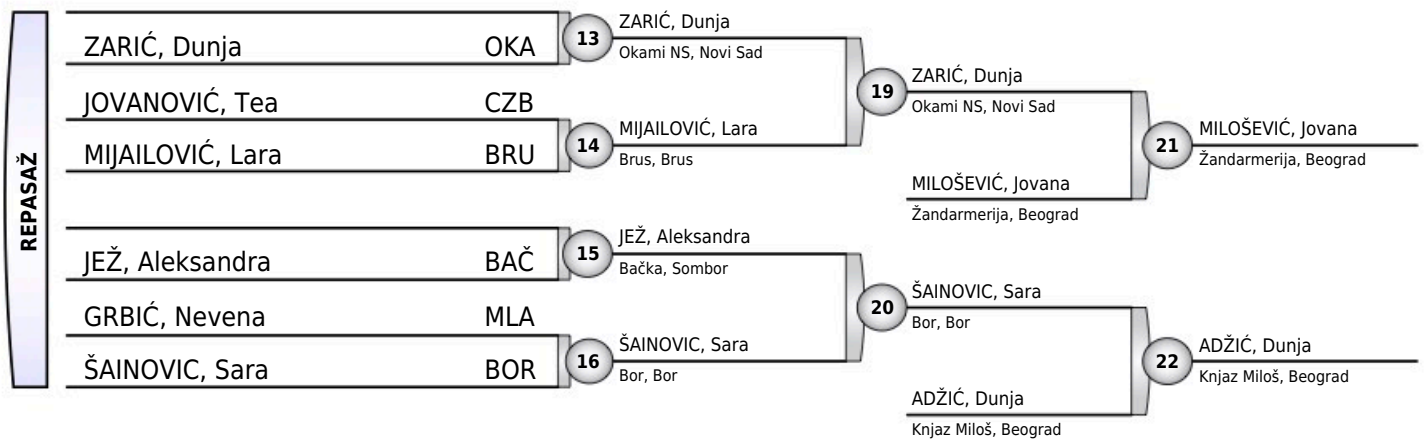 REPASAŽ
ZARIĆ, Dunja OKA
JOVANOVIĆ, Tea CZB
MIJAILOVIĆ, Lara BRU
JEŽ, Aleksandra BAČ
GRBIĆ, Nevena MLA
ŠAINOVIC, Sara BOR
13
ZARIĆ, Dunja
Okami NS, Novi Sad
14
MIJAILOVIĆ, Lara
Brus, Brus
15
JEŽ, Aleksandra
Bačka, Sombor
16
ŠAINOVIC, Sara
Bor, Bor
19
ZARIĆ, Dunja
Okami NS, Novi Sad
MILOŠEVIĆ, Jovana
Žandarmerija, Beograd
20
ŠAINOVIC, Sara
Bor, Bor
ADŽIĆ, Dunja
Knjaz Miloš, Beograd
21
MILOŠEVIĆ, Jovana
Žandarmerija, Beograd
22
ADŽIĆ, Dunja
Knjaz Miloš, Beograd